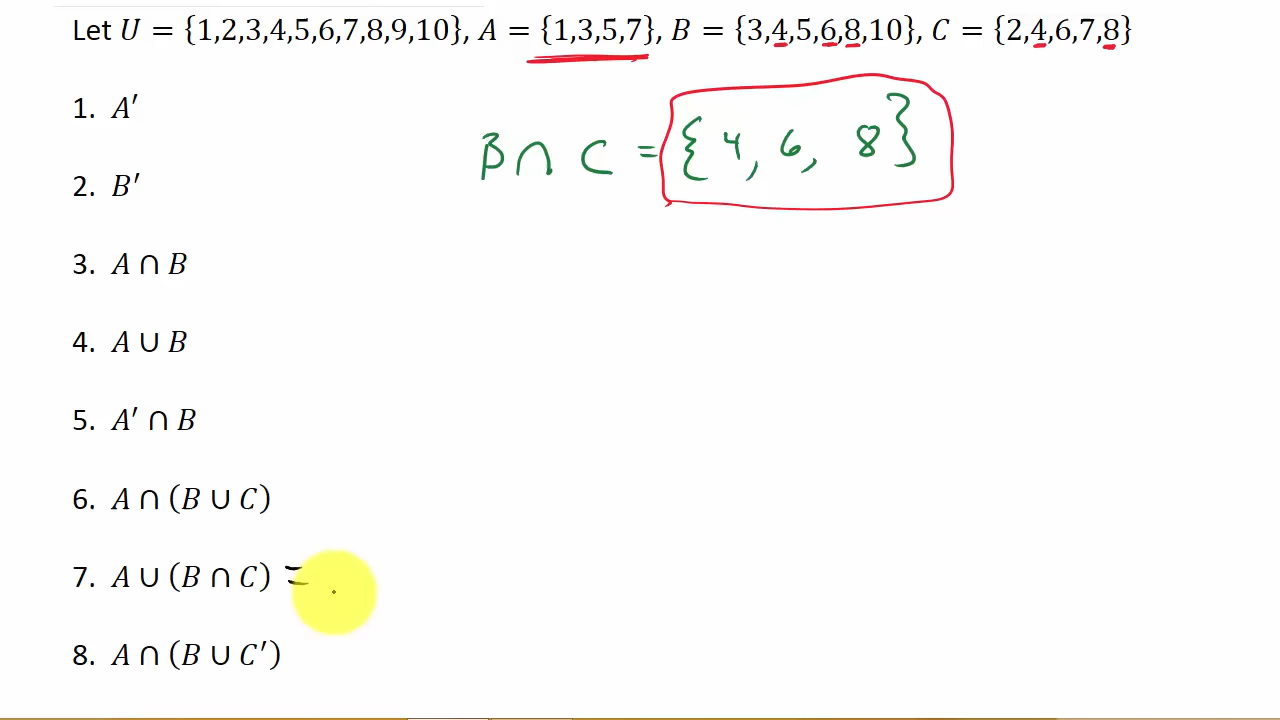 Let U = {1,2,3,4,5,6,7,8,9,10}, A = {1,3,5,7}, B = {3,4,5,6,8,10}, C = {2,4,6,7,8}
1. A′
B ∩ C = {4, 6, 8}
2. B′
3. A ∩ B
4. A ∪ B
5. A′ ∩ B
6. A ∩ (B ∪ C)
7. A ∪ (B ∩ C) =
8. A ∩ (B ∪ C′)